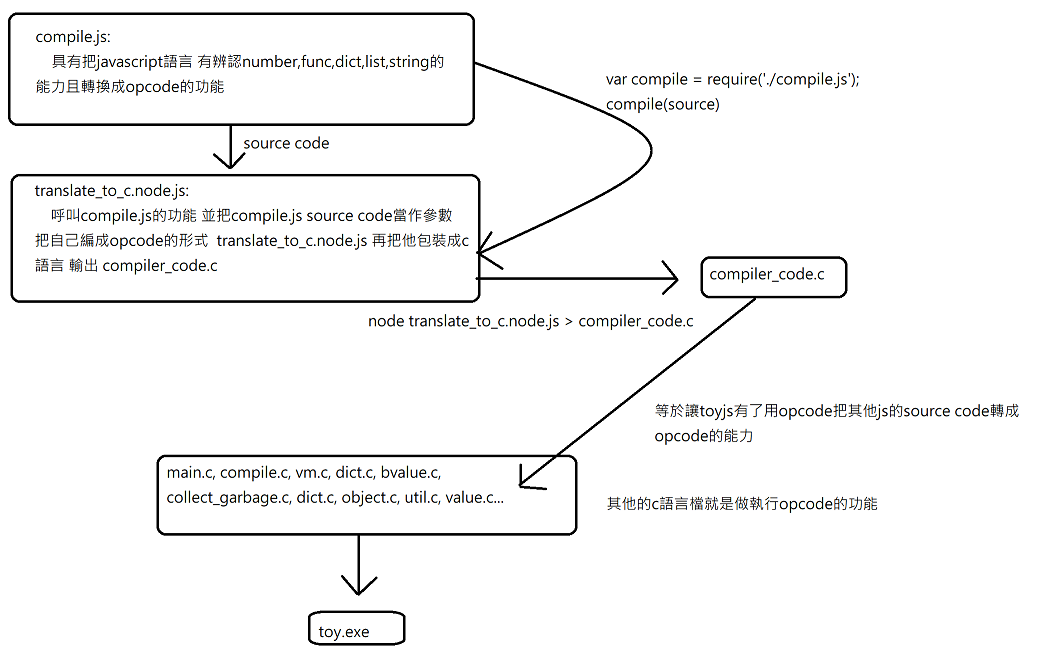 compile.js:
具有把javascript語言 有辨認number,func,dict,list,string的
能力且轉換成opcode的功能
var compile = require('./compile.js');
compile(source)
source code
translate_to_c.node.js:
呼叫compile.js的功能 並把compile.js source code當作參數
把自己編成opcode的形式  translate_to_c.node.js 再把他包裝成c
語言 輸出 compiler_code.c
compiler_code.c
node translate_to_c.node.js > compiler_code.c
等於讓toyjs有了用opcode把其他js的source code轉成
opcode的能力
main.c, compile.c, vm.c, dict.c, bvalue.c,
collect_garbage.c, dict.c, object.c, util.c, value.c...
其他的c語言檔就是做執行opcode的功能
toy.exe